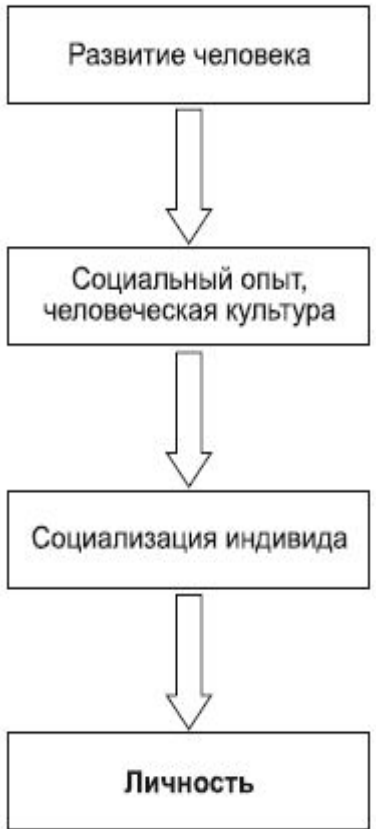 Развитие человека
Социальный опыт,
человеческая культура
Социализация индивида
Личность